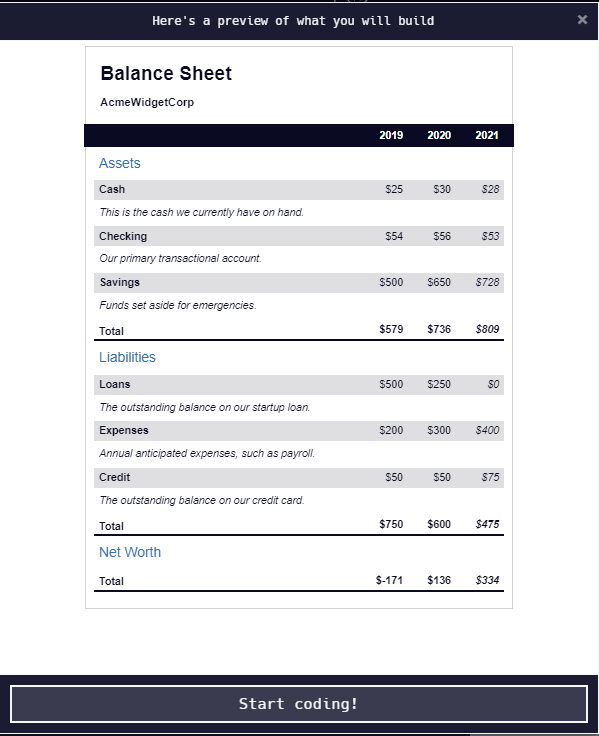 Here's a preview of what you will build
×
Balance Sheet
AcmeWidgetCorp
2019 2020 2021
Assets
Cash $25 $30 $28
This is the cash we currently have on hand.
Checking $54 $56 $53
Our primary transactional account.
Savings $500 $650 $728
Funds set aside for emergencies.
Total $579 $736 $809
Liabilities
Loans $500 $250 $0
The outstanding balance on our startup loan.
Expenses $200 $300 $400
Annual anticipated expenses, such as payroll.
Credit $50 $50 $75
The outstanding balance on our credit card.
Total $750 $600 $475
Net Worth
Total $-171 $136 $334
Start coding!